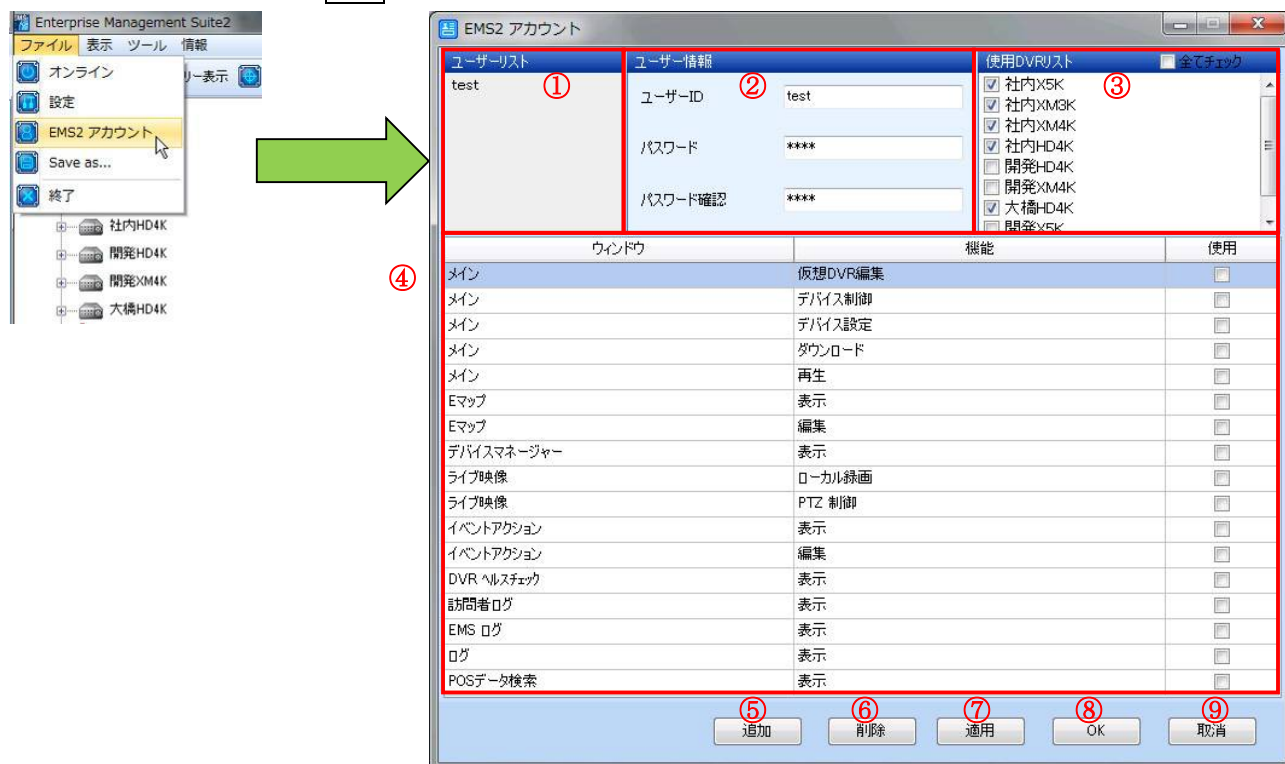 Enterprise Management Suite2
ファイル 表示 ツール 情報
オンライン
リー表示
設定
EMS2 アカウント
Save as...
終了
社内HD4K
開発HD4K
開発XM4K
大橋HD4K
EMS2 アカウント
ユーザーリスト
test
①
ユーザー情報
ユーザーID ② test
パスワード ****
パスワード確認 ****
使用DVRリスト 全てチェック
社内X5K ③
社内XM3K
社内XM4K
社内HD4K
開発HD4K
開発XM4K
大橋HD4K
開発X5K
④
ウィンドウ 機能 使用
メイン 仮想DVR編集
メイン デバイス制御
メイン デバイス設定
メイン ダウンロード
メイン 再生
Eマップ 表示
Eマップ 編集
デバイスマネージャー 表示
ライブ映像 ローカル録画
ライブ映像 PTZ 制御
イベントアクション 表示
イベントアクション 編集
DVR ヘルスチェック 表示
訪問者ログ 表示
EMS ログ 表示
ログ 表示
POSデータ検索 表示
⑤ ⑥ ⑦ ⑧ ⑨
追加 削除 適用 OK 取消